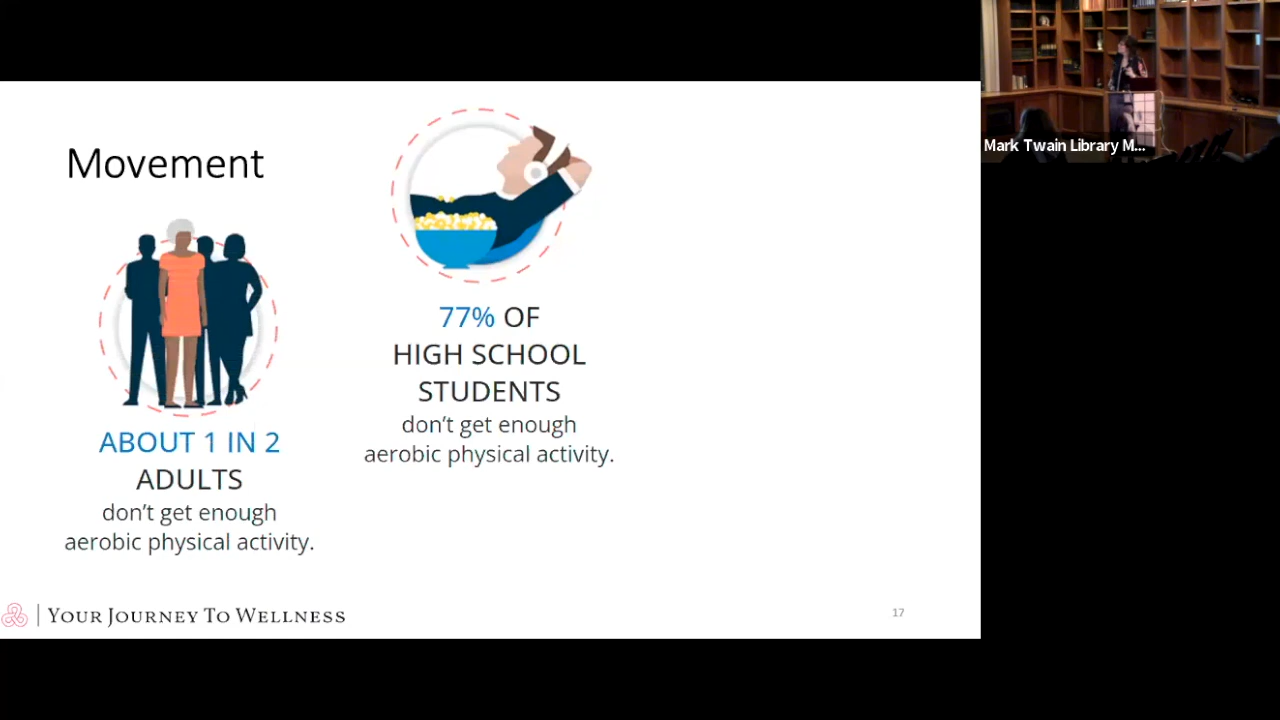 Movement
ABOUT 1 IN 2
ADULTS
don’t get enough
aerobic physical activity.
77% OF
HIGH SCHOOL
STUDENTS
don’t get enough
aerobic physical activity.
YOUR JOURNEY TO WELLNESS
17
Mark Twain Library M...